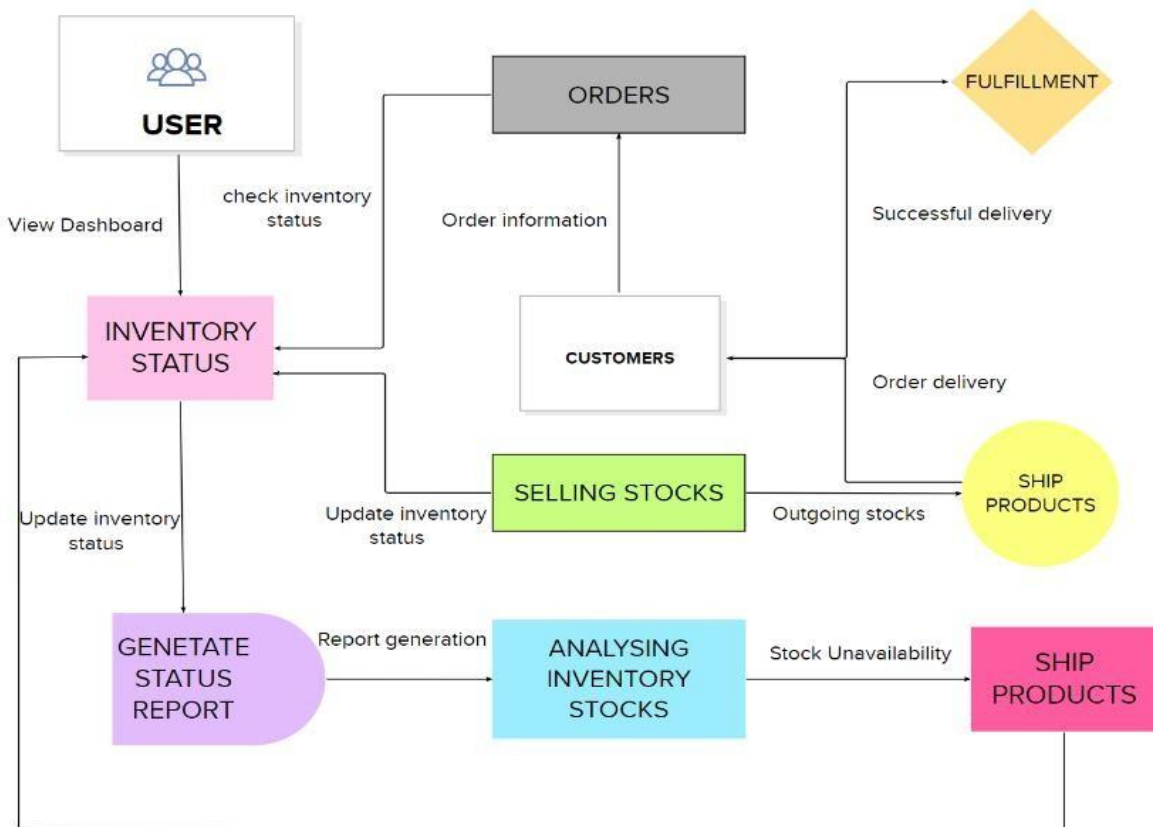 USER
ORDERS
FULFILLMENT
check inventory
status
View Dashboard
Order information
Successful delivery
INVENTORY
STATUS
CUSTOMERS
Order delivery
SELLING STOCKS
SHIP
PRODUCTS
Update inventory
status
Update inventory
status
Outgoing stocks
GENETATE
STATUS
REPORT
Report generation
ANALYSING
INVENTORY
STOCKS
Stock Unavailability
SHIP
PRODUCTS